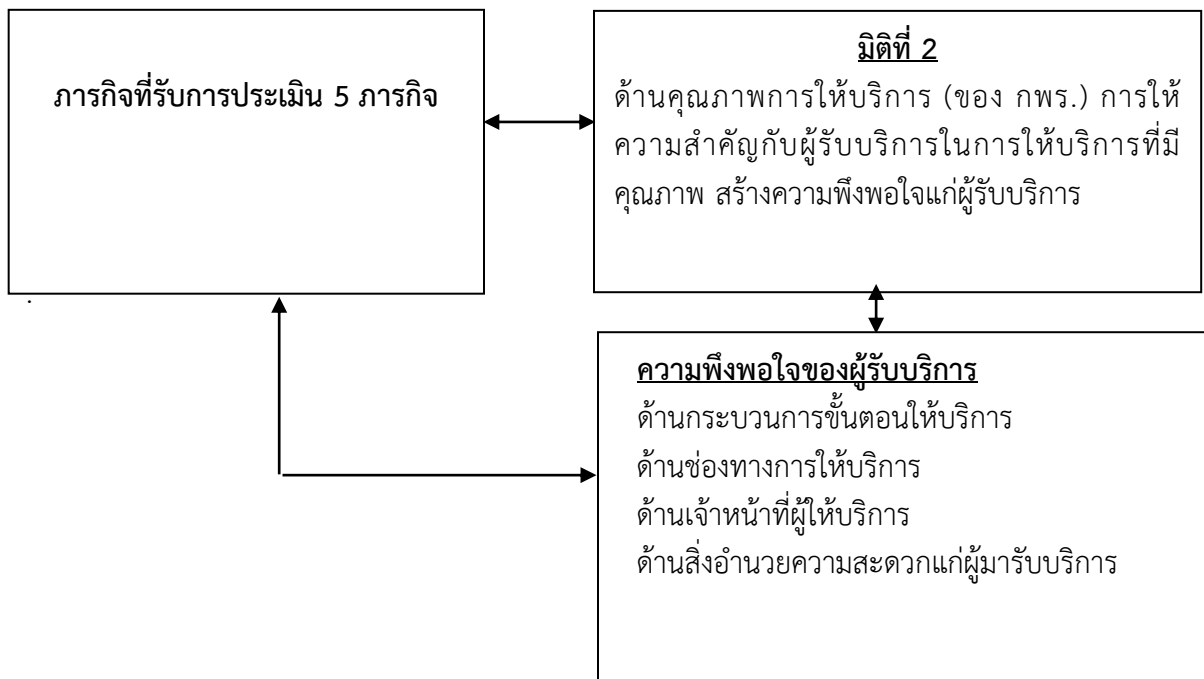 ภารกิจที่รับการประเมิน 5 ภารกิจ
มิติที่ 2
ด้านคุณภาพการให้บริการ (ของ กพร.) การให้
ความสำคัญกับผู้รับบริการในการให้บริการที่มี
คุณภาพ สร้างความพึงพอใจแก่ผู้รับบริการ
ความพึงพอใจของผู้รับบริการ
ด้านกระบวนการขั้นตอนให้บริการ
ด้านช่องทางการให้บริการ
ด้านเจ้าหน้าที่ผู้ให้บริการ
ด้านสิ่งอำนวยความสะดวกแก่ผู้มารับบริการ